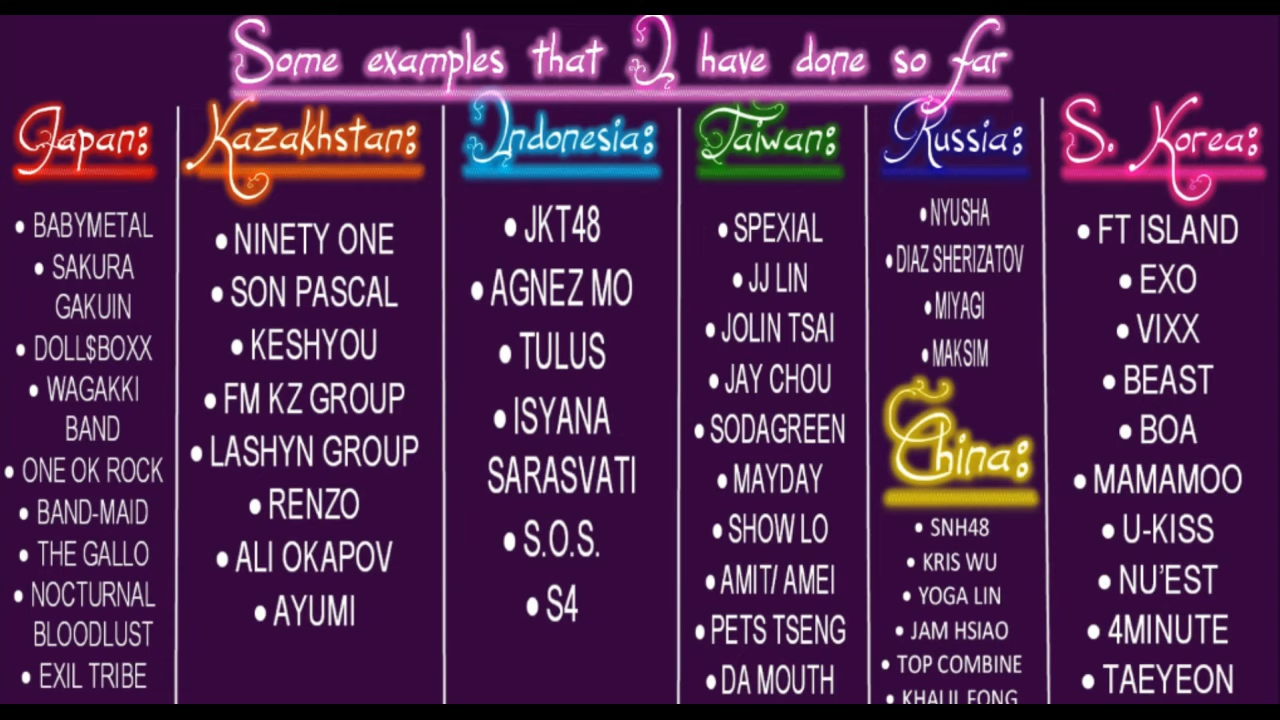 Some examples that I have done so far
Japan:
• BABYMETAL
• SAKURA
GAKUIN
• DOLL$BOXX
• WAGAKKI
BAND
• ONE OK ROCK
• BAND-MAID
• THE GALLO
• NOCTURNAL
BLOODLUST
• EXIL TRIBE
Kazakhstan:
• NINETY ONE
• SON PASCAL
• KESHYOU
• FM KZ GROUP
• LASHYN GROUP
• RENZO
• ALI OKAPOV
• AYUMI
Indonesia:
• JKT48
• AGNEZ MO
• TULUS
• ISYANA
SARASVATI
• S.O.S.
• S4
Taiwan:
• SPEXIAL
• JJ LIN
• JOLIN TSAI
• JAY CHOU
• SODAGREEN
• MAYDAY
• SHOW LO
• AMIT/ AMEI
• PETS TSENG
• DA MOUTH
Russia:
• NYUSHA
• DIAZ SHERIZATOV
• MIYAGI
• MAKSIM
China:
• SNH48
• KRIS WU
• YOGA LIN
• JAM HSIAO
• TOP COMBINE
• KHALIL FONG
S. Korea:
• FT ISLAND
• EXO
• VIXX
• BEAST
• BOA
• MAMAMOO
• U-KISS
• NU'EST
• 4MINUTE
• TAEYEON